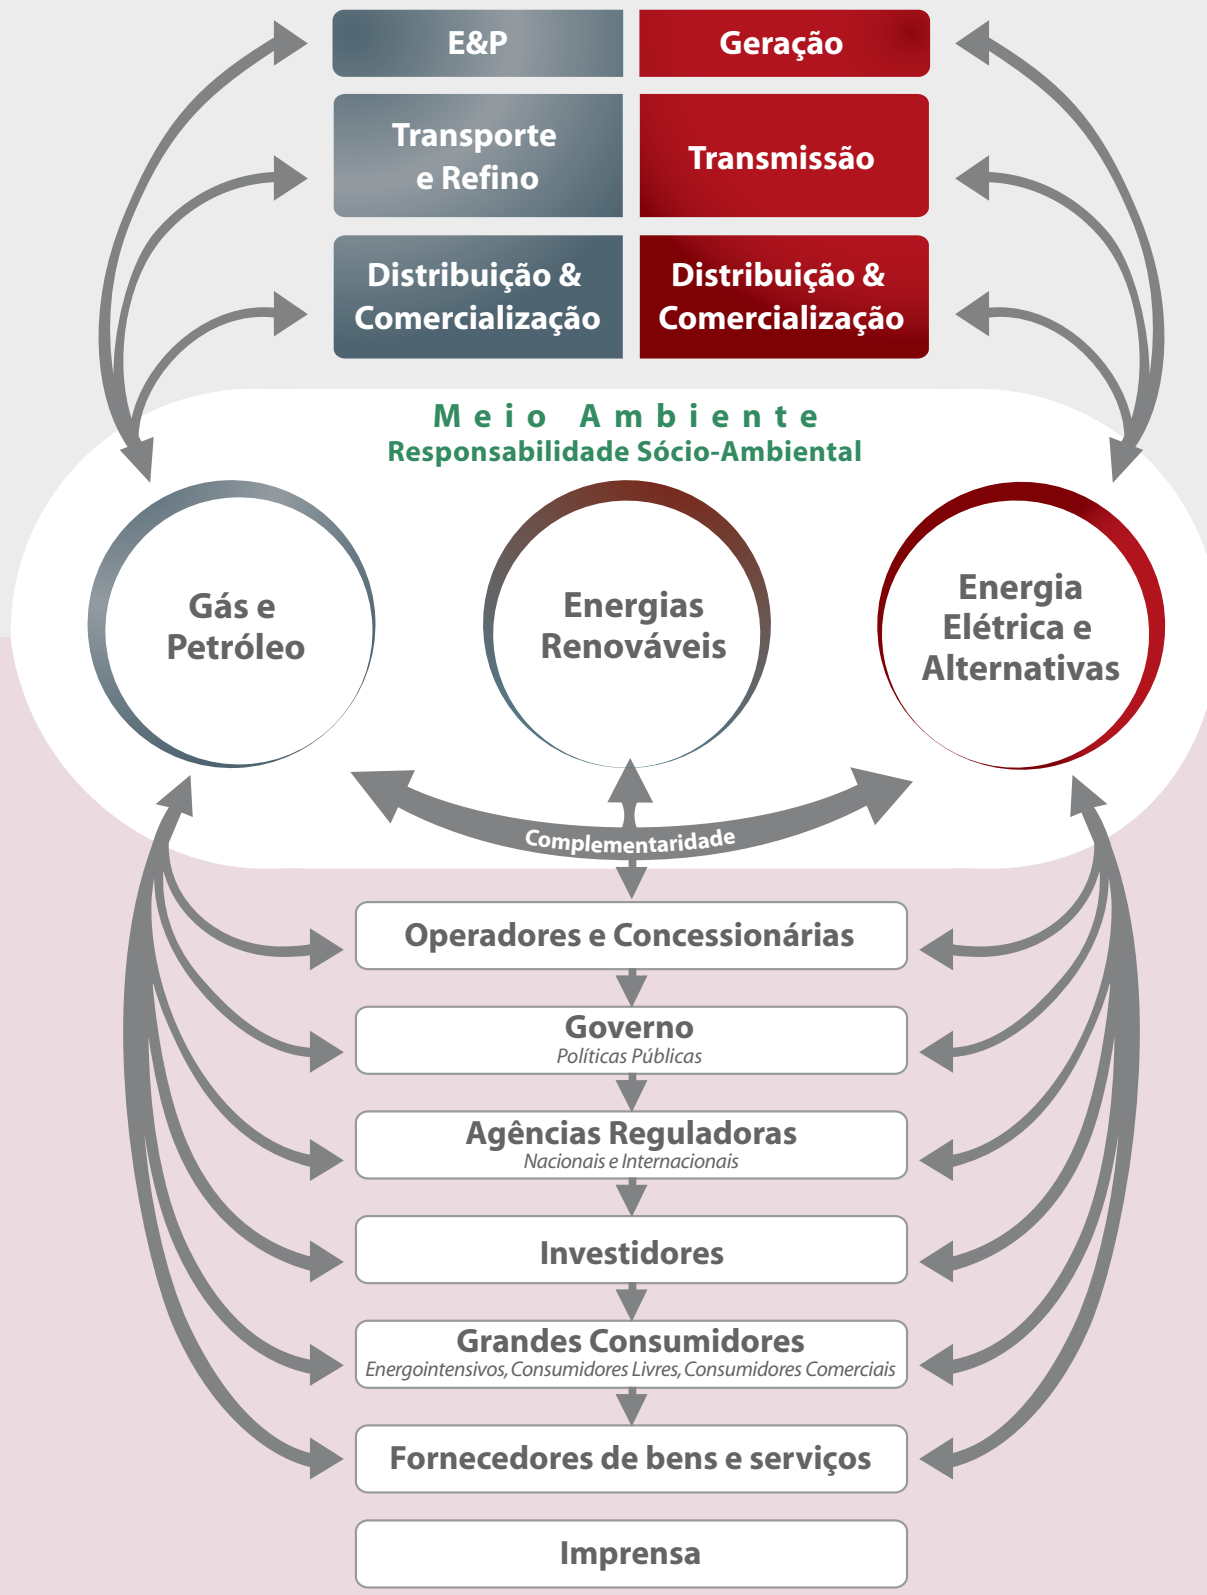 E&P
Geração
Transporte
e Refino
Transmissão
Distribuição &
Comercialização
Distribuição &
Comercialização
Meio Ambiente
Responsabilidade Sócio-Ambiental
Gás e
Petróleo
Energias
Renováveis
Energia
Elétrica e
Alternativas
Complementaridade
Operadores e Concessionárias
Governo
Políticas Públicas
Agências Reguladoras
Nacionais e Internacionais
Investidores
Grandes Consumidores
Energointensivos, Consumidores Livres, Consumidores Comerciais
Fornecedores de bens e serviços
Imprensa